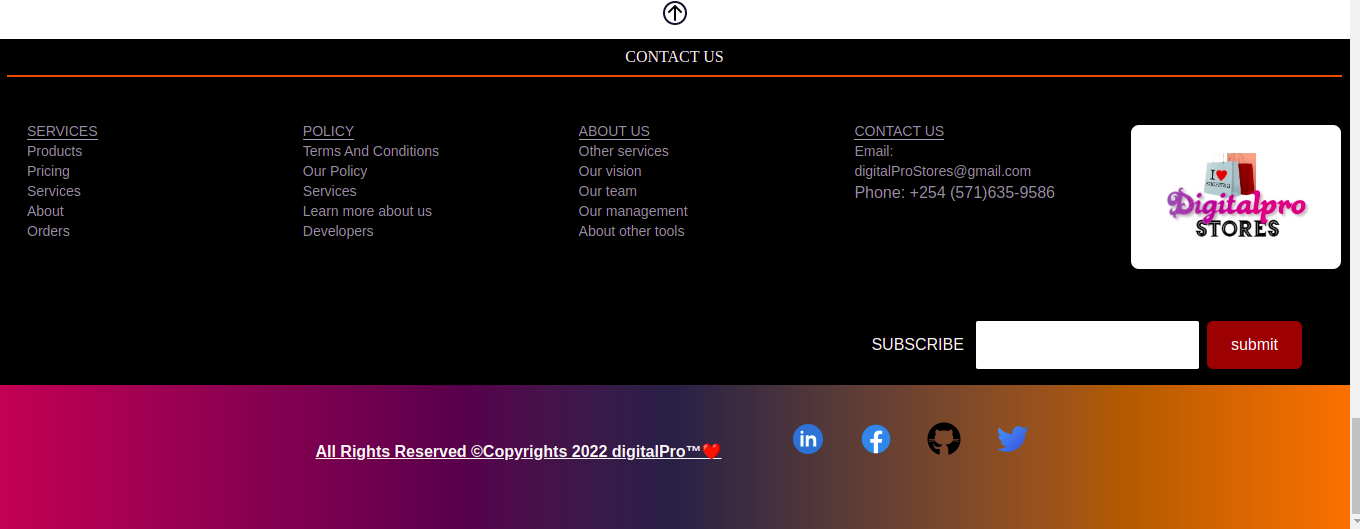 CONTACT US
SERVICES
Products
Pricing
Services
About
Orders
POLICY
Terms And Conditions
Our Policy
Services
Learn more about us
Developers
ABOUT US
Other services
Our vision
Our team
Our management
About other tools
CONTACT US
Email:
digitalProStores@gmail.com
Phone: +254 (571)635-9586
I
Digitalpro
STORES
SUBSCRIBE
submit
All Rights Reserved ©Copyrights 2022 digitalPro™❤️
in